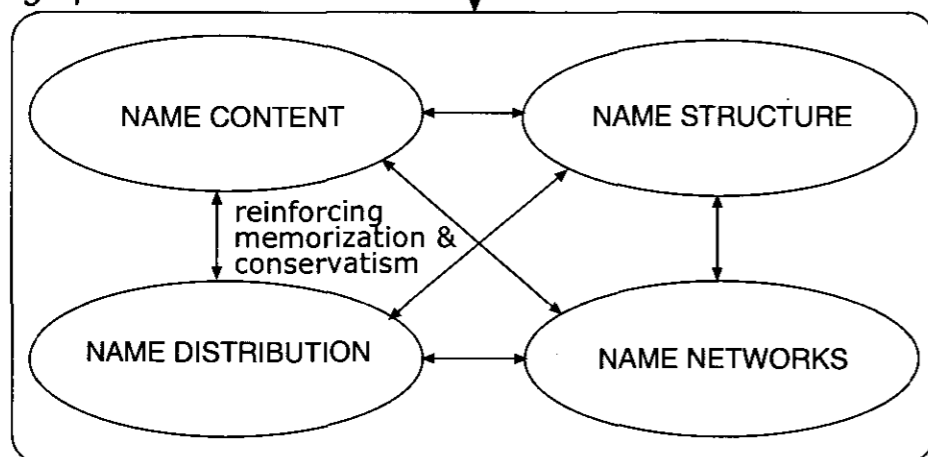 NAME CONTENT
NAME STRUCTURE
reinforcing
memorization &
conservatism
NAME DISTRIBUTION
NAME NETWORKS